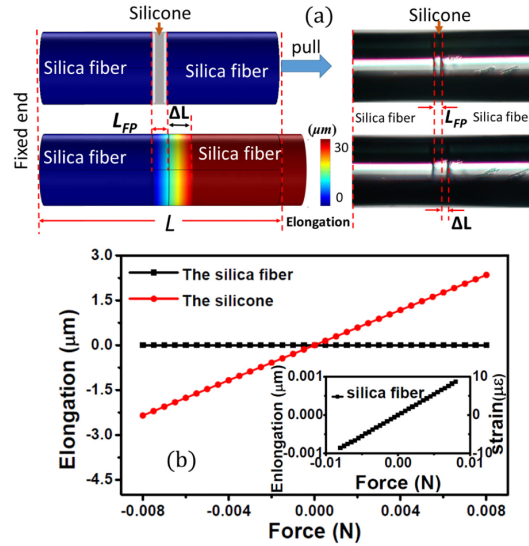 Silicone
(a)
Silicone
Silica fiber
Silica fiber
pull
Fixed end
L_FP
ΔL
Silica fiber
Silica fiber
(μm)
30
0
Elongation
L
Silica fiber
L_FP
Silica fibe
ΔL
3.0
1.5
0.0
-1.5
-3.0
-4.5
Elongation (μm)
The silica fiber
The silicone
(b)
0.001
0.000
-0.001
Enlongation (μm)
silica fiber
10
0
-10
strain(με)
-0.01
0.00
0.01
Force (N)
-0.008
-0.004
0.000
0.004
0.008
Force (N)